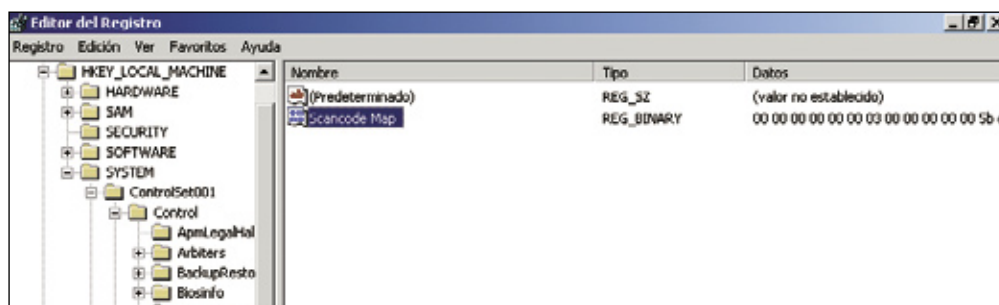 Editor del Registro
Registro Edición Ver Favoritos Ayuda
HKEY_LOCAL_MACHINE
HARDWARE
SAM
SECURITY
SOFTWARE
SYSTEM
ControlSet001
Control
ApmLegalHal
Arbiters
BackupResto
Biosinfo
Nombre Tipo Datos
(Predeterminado) REG_SZ (valor no establecido)
Scancode Map REG_BINARY 00 00 00 00 00 00 03 00 00 00 00 00 5b